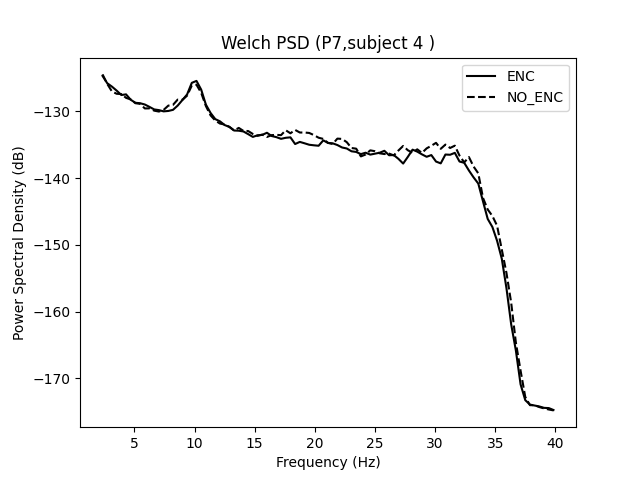 Welch PSD (P7,subject 4 )
ENC
NO_ENC
Power Spectral Density (dB)
−130
−140
−150
−160
−170
5 10 15 20 25 30 35 40
Frequency (Hz)